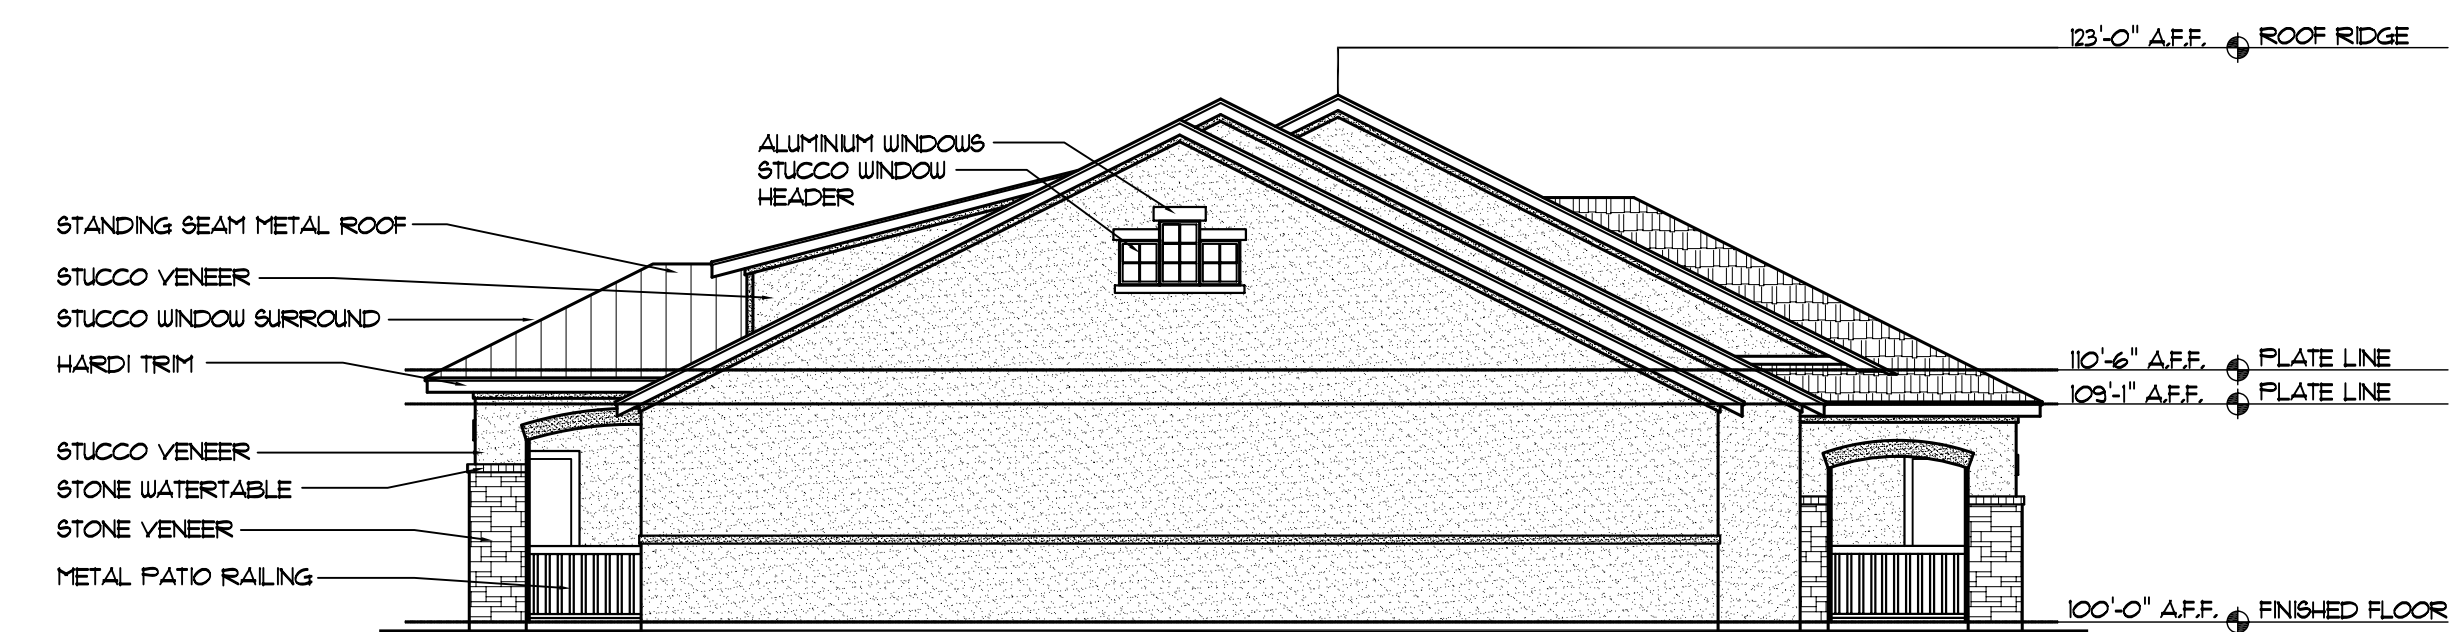 123'-0" A.F.F. ROOF RIDGE
ALUMINIUM WINDOWS
STUCCO WINDOW
HEADER
STANDING SEAM METAL ROOF
STUCCO VENEER
STUCCO WINDOW SURROUND
HARDI TRIM
110'-6" A.F.F. PLATE LINE
109'-1" A.F.F. PLATE LINE
STUCCO VENEER
STONE WATERTABLE
STONE VENEER
METAL PATIO RAILING
100'-0" A.F.F. FINISHED FLOOR